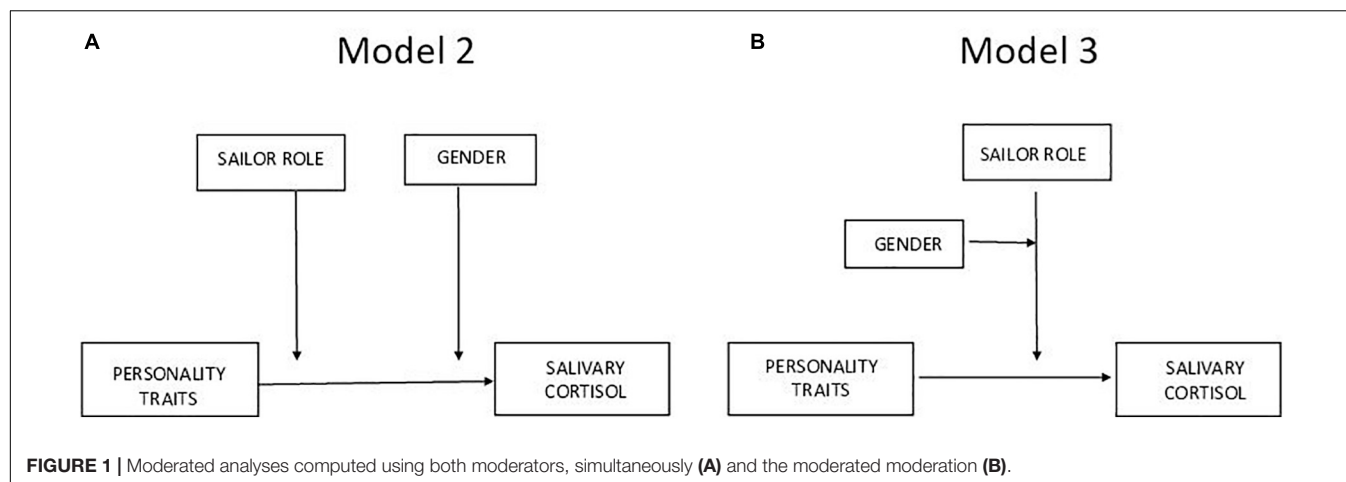 A
Model 2
SAILOR ROLE
GENDER
PERSONALITY
TRAITS
SALIVARY
CORTISOL
B
Model 3
SAILOR ROLE
GENDER
PERSONALITY
TRAITS
SALIVARY
CORTISOL
FIGURE 1 | Moderated analyses computed using both moderators, simultaneously (A) and the moderated moderation (B).